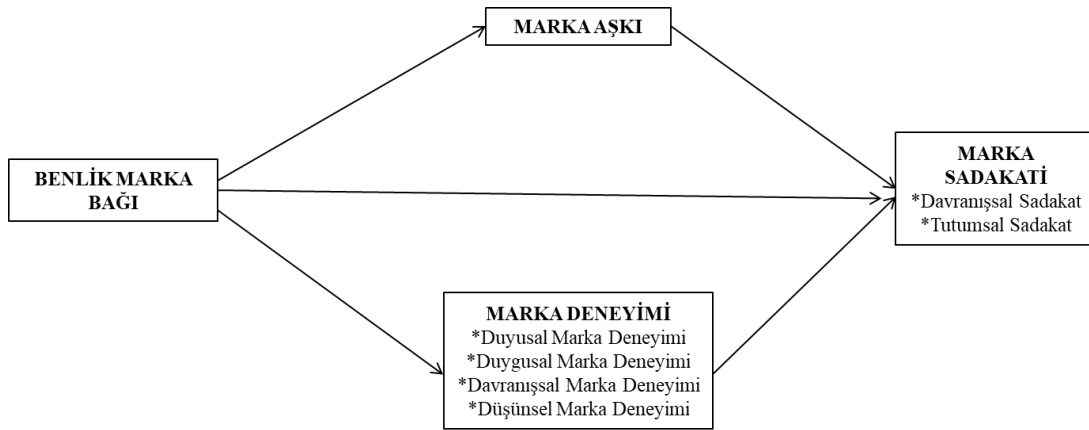 MARKA AŞKI
BENLİK MARKA
BAĞI
MARKA
SADAKATİ
*Davranışsal Sadakat
*Tutumsal Sadakat
MARKA DENEYİMİ
*Duyusal Marka Deneyimi
*Duygusal Marka Deneyimi
*Davranışsal Marka Deneyimi
*Düşünsel Marka Deneyimi